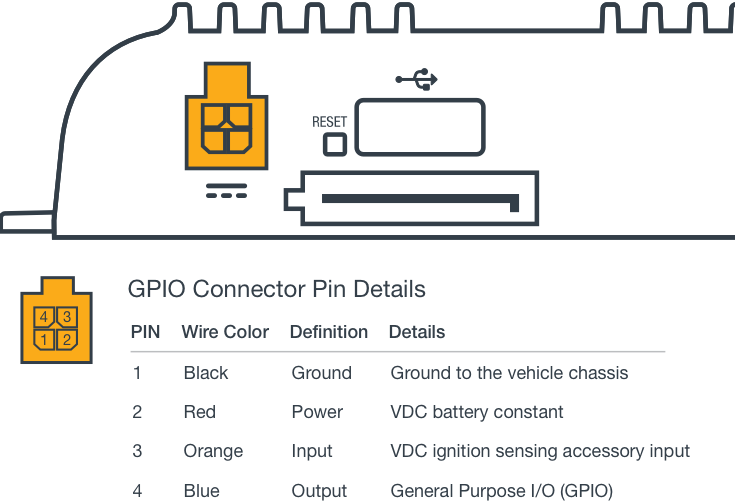 RESET
GPIO Connector Pin Details
4 3
1 2
PIN Wire Color Definition Details
1 Black Ground Ground to the vehicle chassis
2 Red Power VDC battery constant
3 Orange Input VDC ignition sensing accessory input
4 Blue Output General Purpose I/O (GPIO)